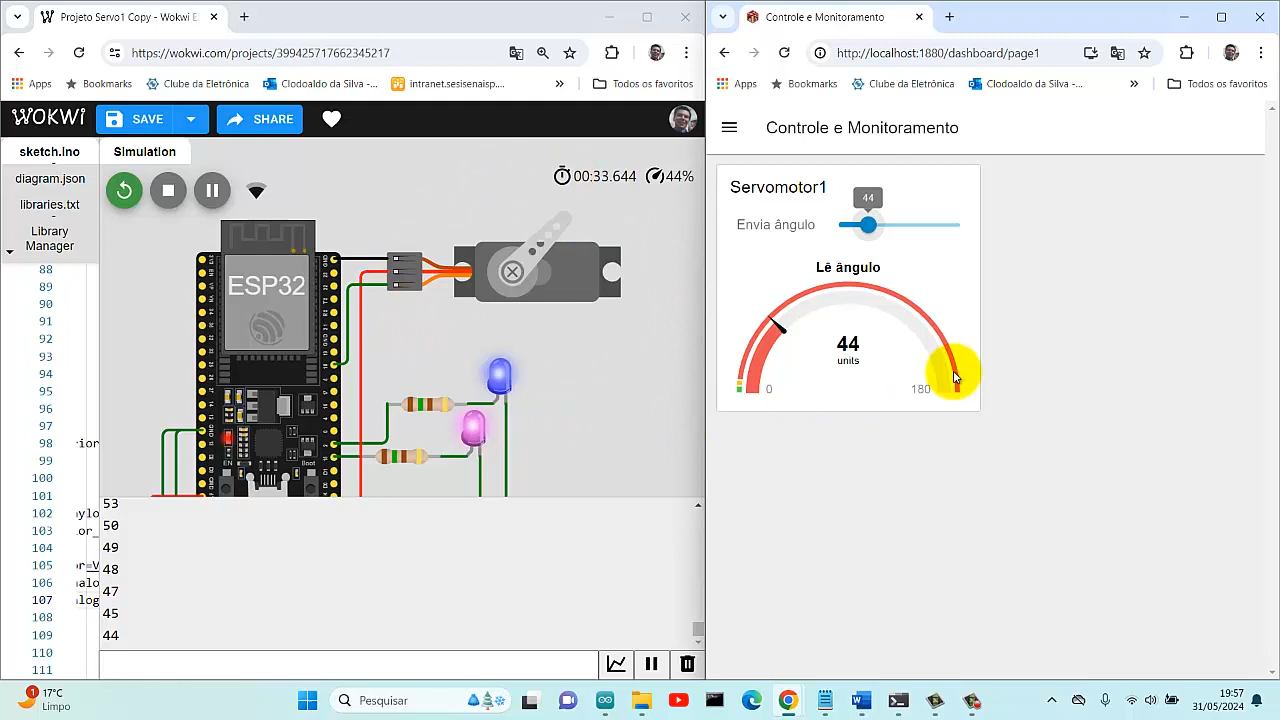 Projeto Servo1 Copy - Wokwi E
https://wokwi.com/projects/399425717662345217
Apps
Bookmarks
Clube da Eletrônica
Clodoaldo da Silva -...
intranet.sesisenaisp...
»
Todos os favoritos
WOKWI
SAVE
SHARE
sketch.ino
diagram.json
libraries.txt
Library
Manager
Simulation
00:33.644
44%
ESP32
EN
Boot
88
89
90
91
92
93
94
95
96
97
98
99
100
101
102
103
104
105
106
107
108
109
110
111
53
50
49
48
47
45
44
Controle e Monitoramento
http://localhost:1880/dashboard/page1
Apps
Bookmarks
Clube da Eletrônica
Clodoaldo da Silva -...
»
Todos os favoritos
Controle e Monitoramento
Servomotor1
44
Envia ângulo
Lê ângulo
44
units
0
180
1
17°C
Limpo
Pesquisar
19:57
31/05/2024